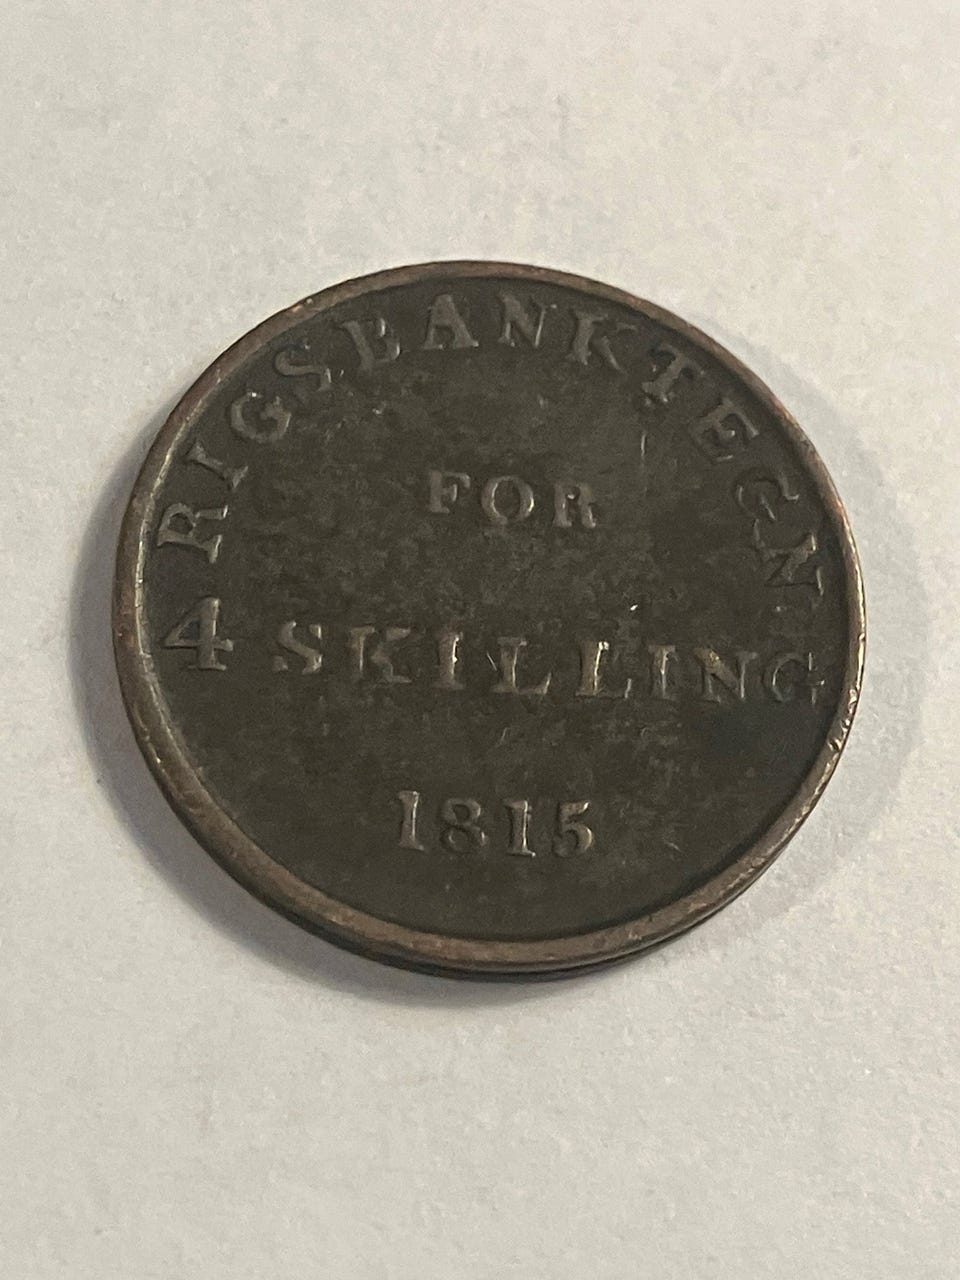 RIGSBANKTEGN
FOR
4 SKILLING
1815